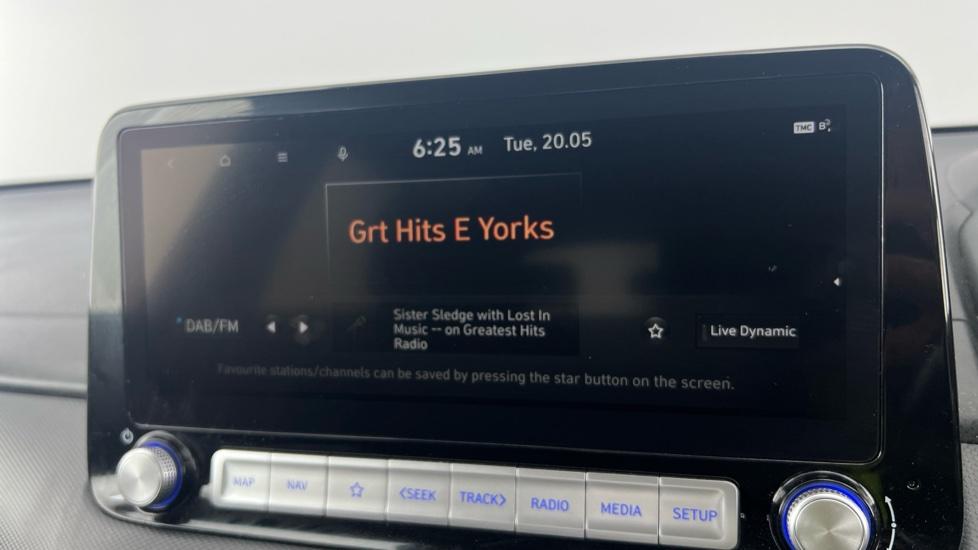 6:25 AM Tue, 20.05
TMC B
Grt Hits E Yorks
DAB/FM
Sister Sledge with Lost In
Music -- on Greatest Hits
Radio
Live Dynamic
Favourite stations/channels can be saved by pressing the star button on the screen.
MAP NAV <SEEK TRACK> RADIO MEDIA SETUP